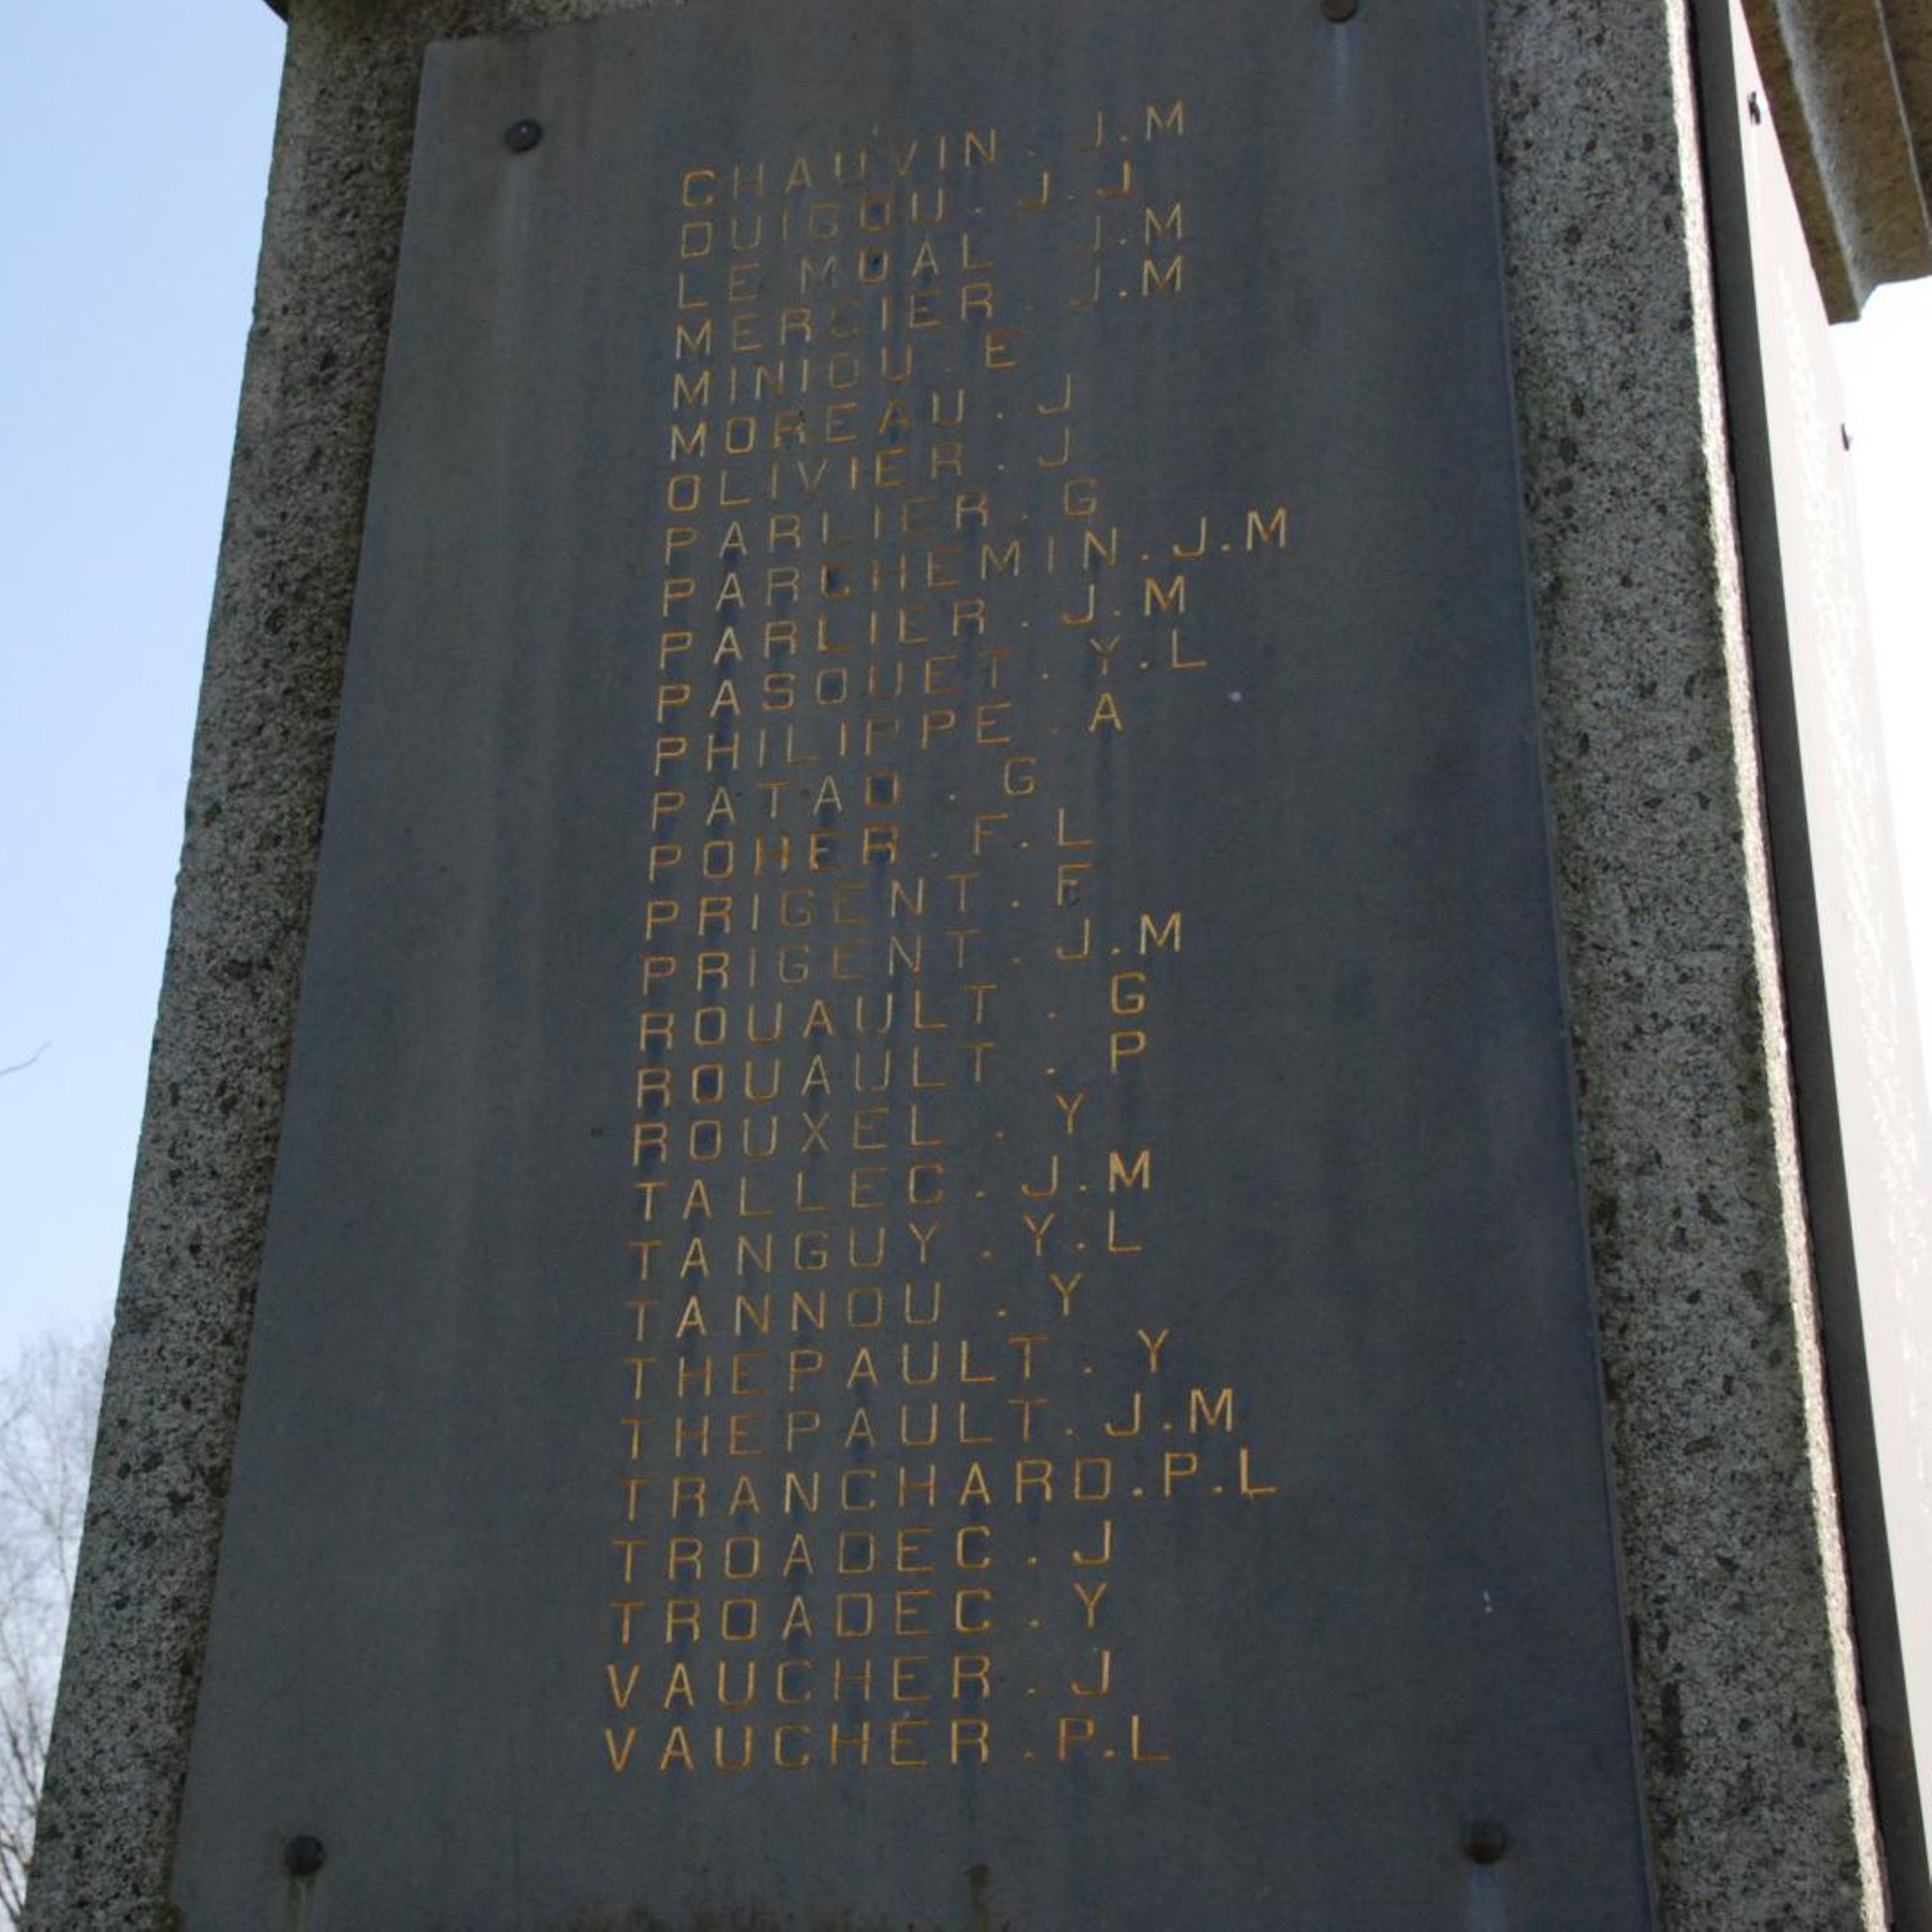 CHAUVIN. J.M
DUIGOU. J.J
LE MOAL J.M
MERCIER. J.M
MINIOU. E
MOREAU. J
OLIVIER. J
PARLIER. G
PARCHEMIN. J.M
PARLIER. J.M
PASQUET. Y.L
PHILIPPE. A
PATAO. G
POHER. F.L
PRIGENT. F
PRIGENT. J.M
ROUAULT. G
ROUAULT. P
ROUXEL. Y
TALLEC. J.M
TANGUY. Y.L
TANNOU. Y
THEPAULT. Y
THEPAULT. J.M
TRANCHARD. P.L
TROADEC. J
TROADEC. Y
VAUCHER. J
VAUCHER. P.L